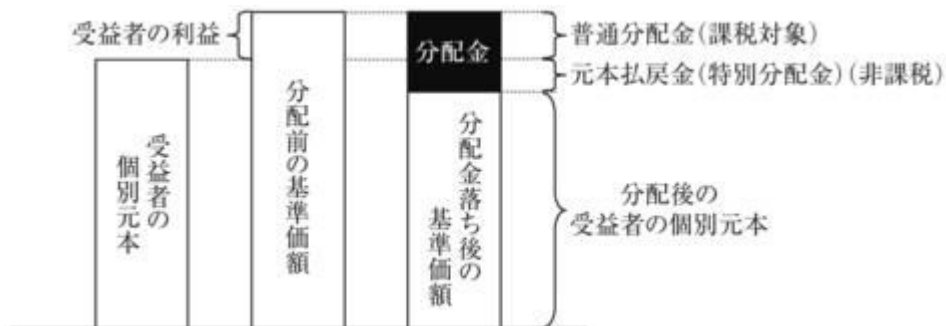 受益者の利益
分配金
普通分配金(課税対象)
元本払戻金(特別分配金)(非課税)
受益者の
個別元本
分配前の基準価額
分配金落ち後の
基準価額
分配後の
受益者の個別元本